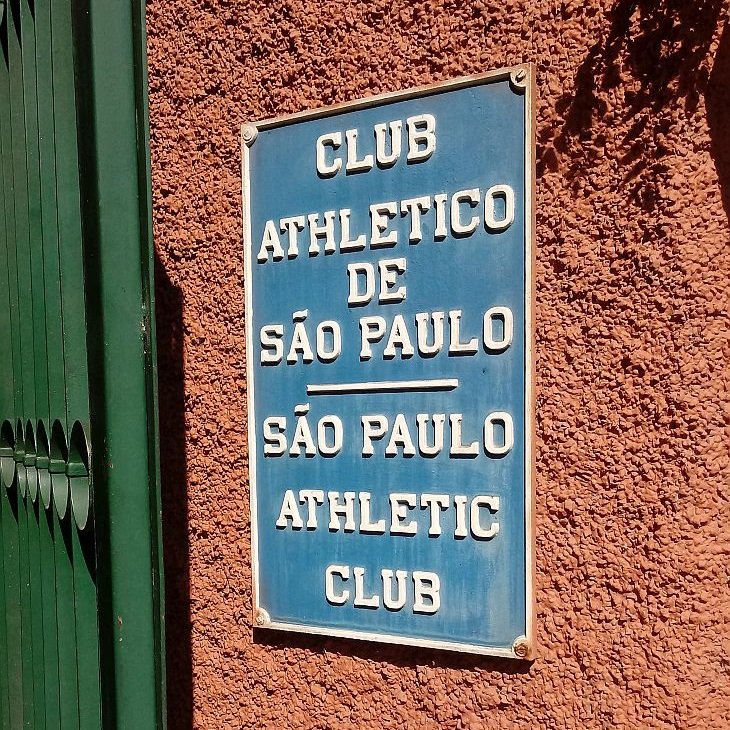 CLUB
ATHLETICO
DE
SÃO PAULO
SÃO PAULO
ATHLETIC
CLUB